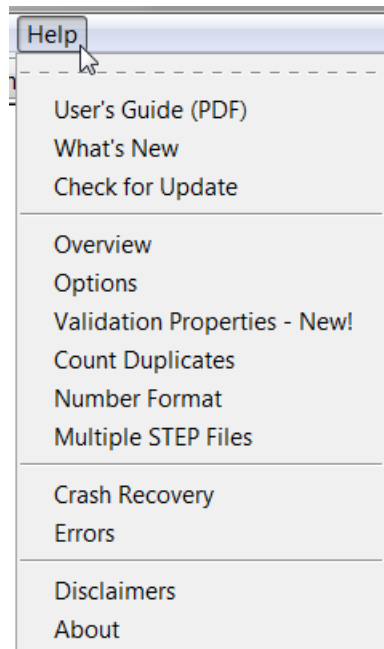 Help
User's Guide (PDF)
What's New
Check for Update
Overview
Options
Validation Properties - New!
Count Duplicates
Number Format
Multiple STEP Files
Crash Recovery
Errors
Disclaimers
About